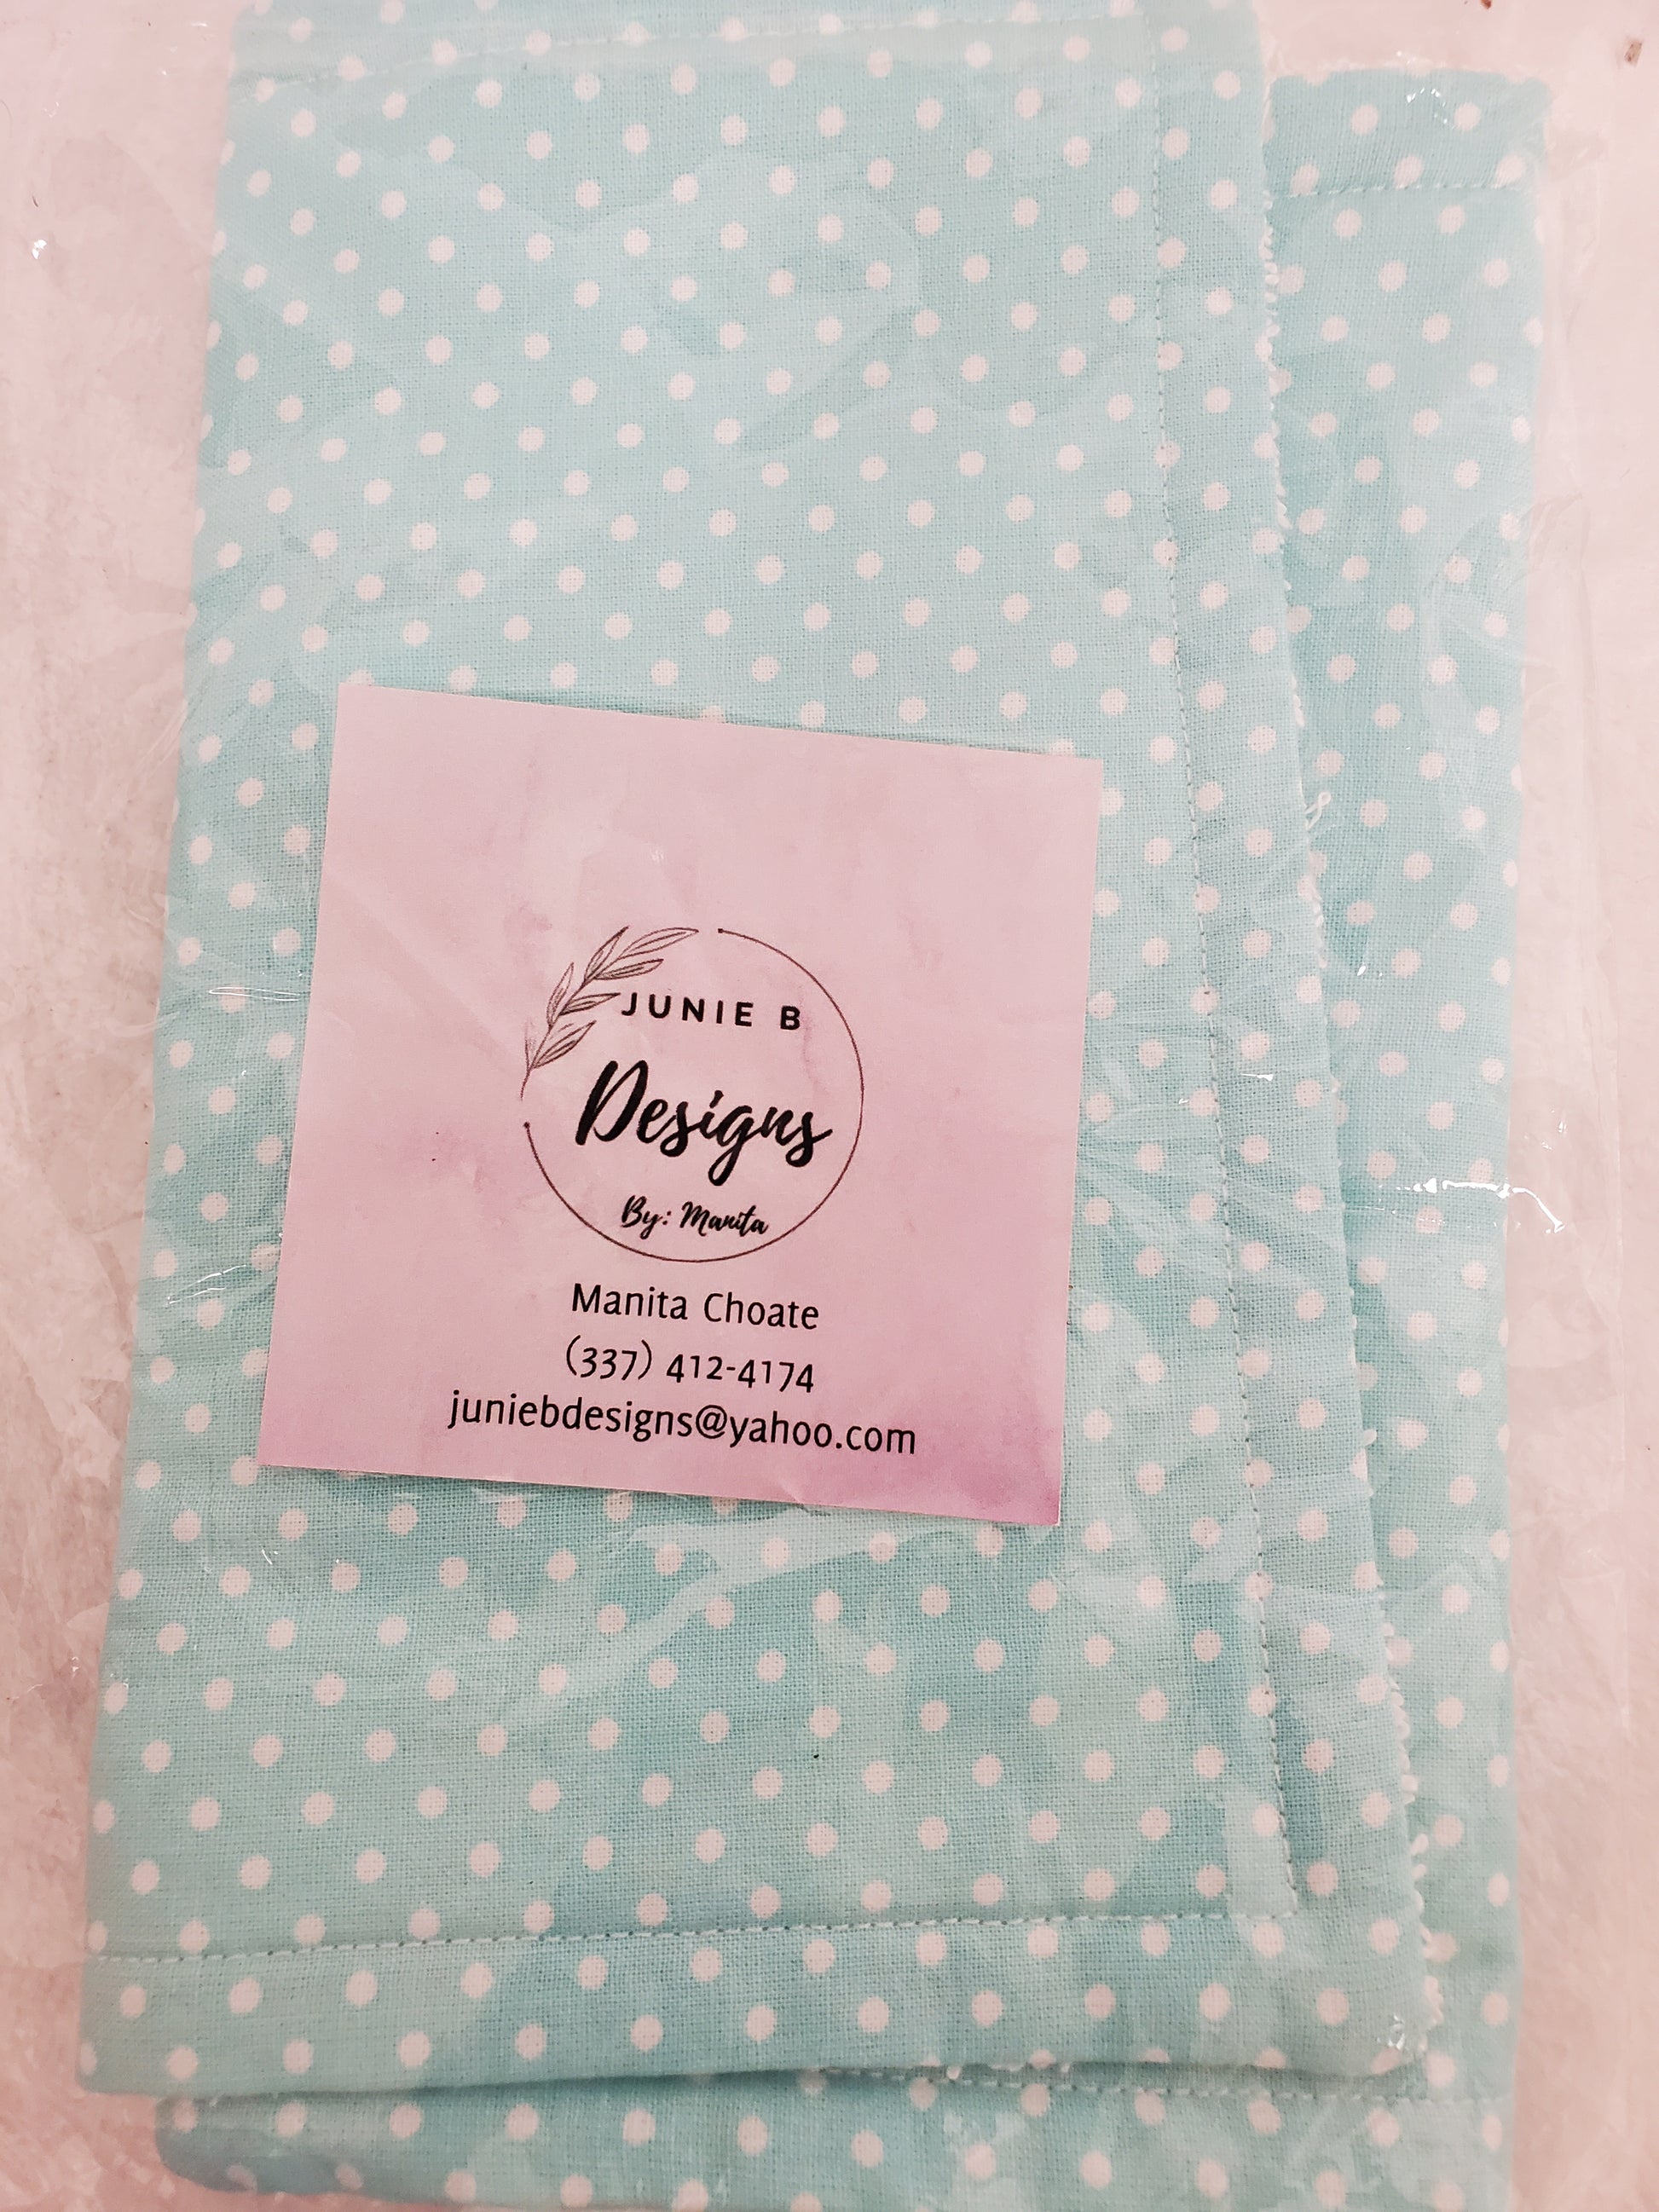 JUNIE B
Designs
By: Manita
Manita Choate
(337) 412-4174
juniebdesigns@yahoo.com